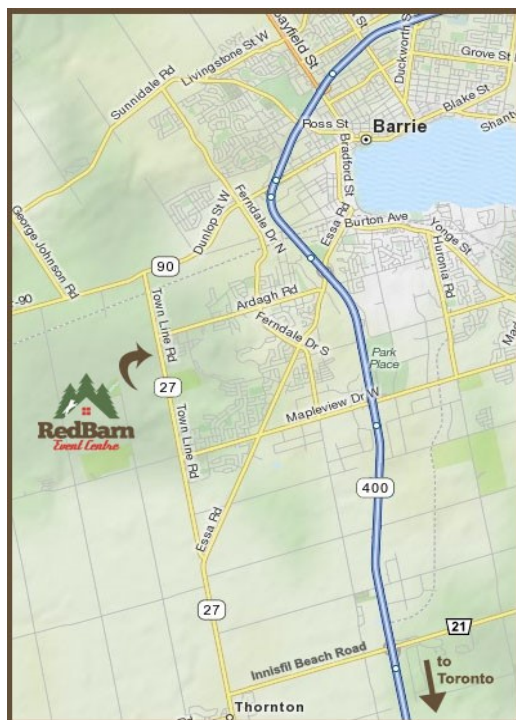 Bayfield St
Livingstone St W
Duckworth St
Grove St
Sunnidale Rd
Blake St
Ross St
Barrie
Bradford St
Ferndale Dr N
Dunlop St W
Essa Rd
Burton Ave
Yonge St
Huronia Rd
George Johnson Rd
90
90
Town Line Rd
Ardagh Rd
Ferndale Dr S
Park
Place
27
RedBarn
Event Centre
Town Line Rd
Mapleview Dr W
400
Essa Rd
27
21
Innisfil Beach Road
to
Toronto
Thornton